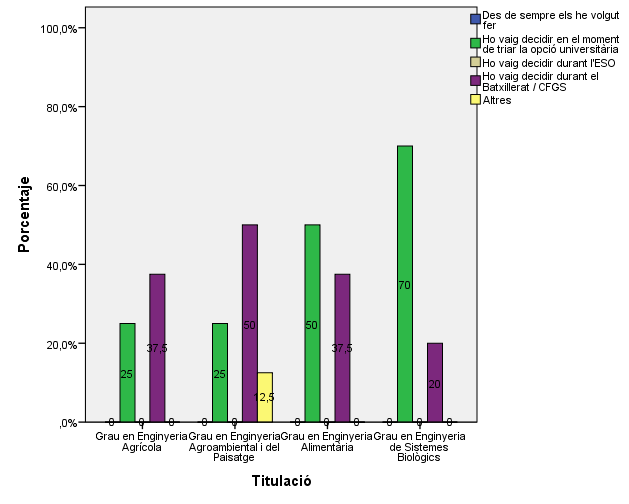 Des de sempre els he volgut
fer
Ho vaig decidir en el moment
de triar la opció universitària
Ho vaig decidir durant l'ESO
Ho vaig decidir durant el
Batxillerat / CFGS
Altres
100,0%
80,0%
60,0%
40,0%
20,0%
,0%
Porcentaje
0 25 0 37,5 0
0 25 0 50 12,5
0 50 0 37,5 0
0 70 0 20 0
Grau en Enginyeria
Agrícola
Grau en Enginyeria
Agroambiental i del
Paisatge
Grau en Enginyeria
Alimentària
Grau en Enginyeria
de Sistemes
Biològics
Titulació